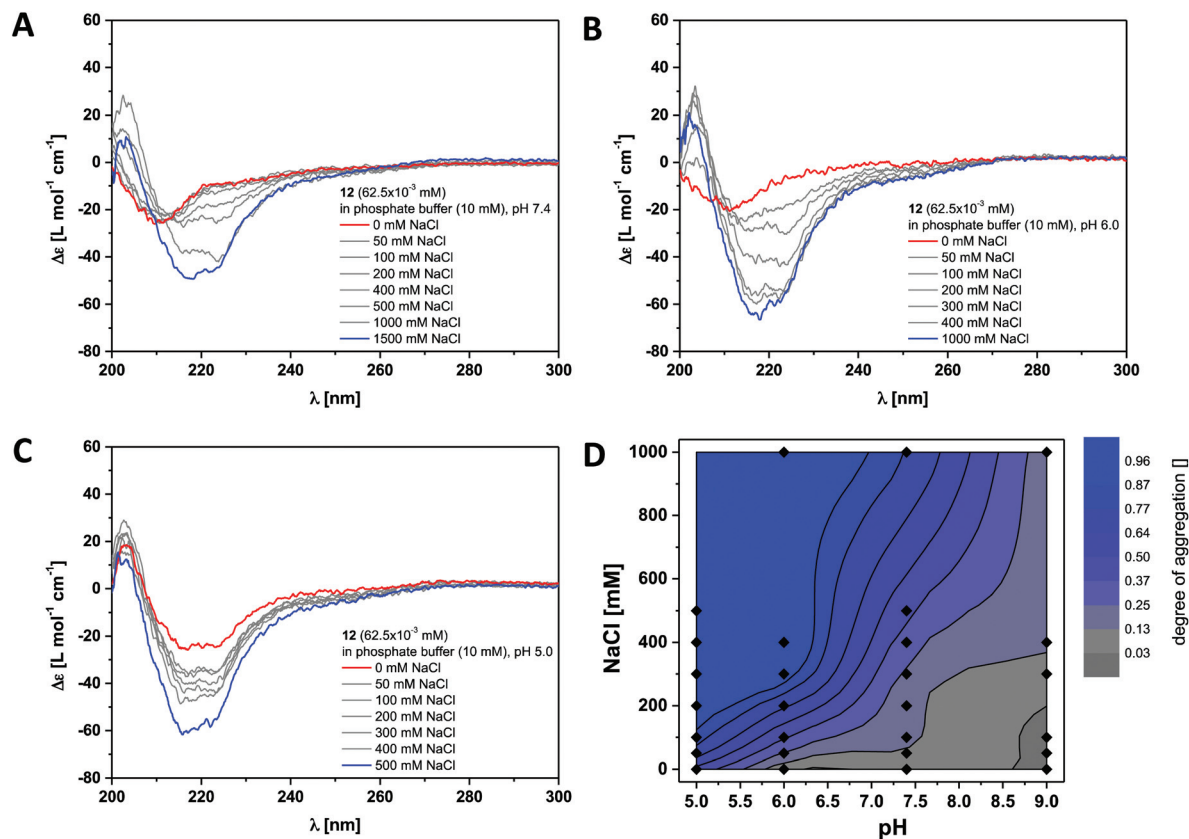 A
60
40
20
0
-20
-40
-60
-80
Δε [L mol⁻¹ cm⁻¹]
12 (62.5x10⁻³ mM)
in phosphate buffer (10 mM), pH 7.4
0 mM NaCl
50 mM NaCl
100 mM NaCl
200 mM NaCl
400 mM NaCl
500 mM NaCl
1000 mM NaCl
1500 mM NaCl
200 220 240 260 280 300
λ [nm]
B
60
40
20
0
-20
-40
-60
-80
Δε [L mol⁻¹ cm⁻¹]
12 (62.5x10⁻³ mM)
in phosphate buffer (10 mM), pH 6.0
0 mM NaCl
50 mM NaCl
100 mM NaCl
200 mM NaCl
300 mM NaCl
400 mM NaCl
1000 mM NaCl
200 220 240 260 280 300
λ [nm]
C
60
40
20
0
-20
-40
-60
-80
Δε [L mol⁻¹ cm⁻¹]
12 (62.5x10⁻³ mM)
in phosphate buffer (10 mM), pH 5.0
0 mM NaCl
50 mM NaCl
100 mM NaCl
200 mM NaCl
300 mM NaCl
400 mM NaCl
500 mM NaCl
200 220 240 260 280 300
λ [nm]
D
1000
800
600
400
200
0
NaCl [mM]
5.0 5.5 6.0 6.5 7.0 7.5 8.0 8.5 9.0
pH
0.96
0.87
0.77
0.64
0.50
0.37
0.25
0.13
0.03
degree of aggregation []